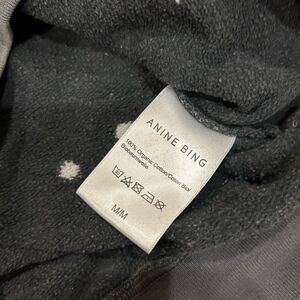 ANINE BING
100% Organic Cotton/Coton Bio/
Biobaumwolle
M/M